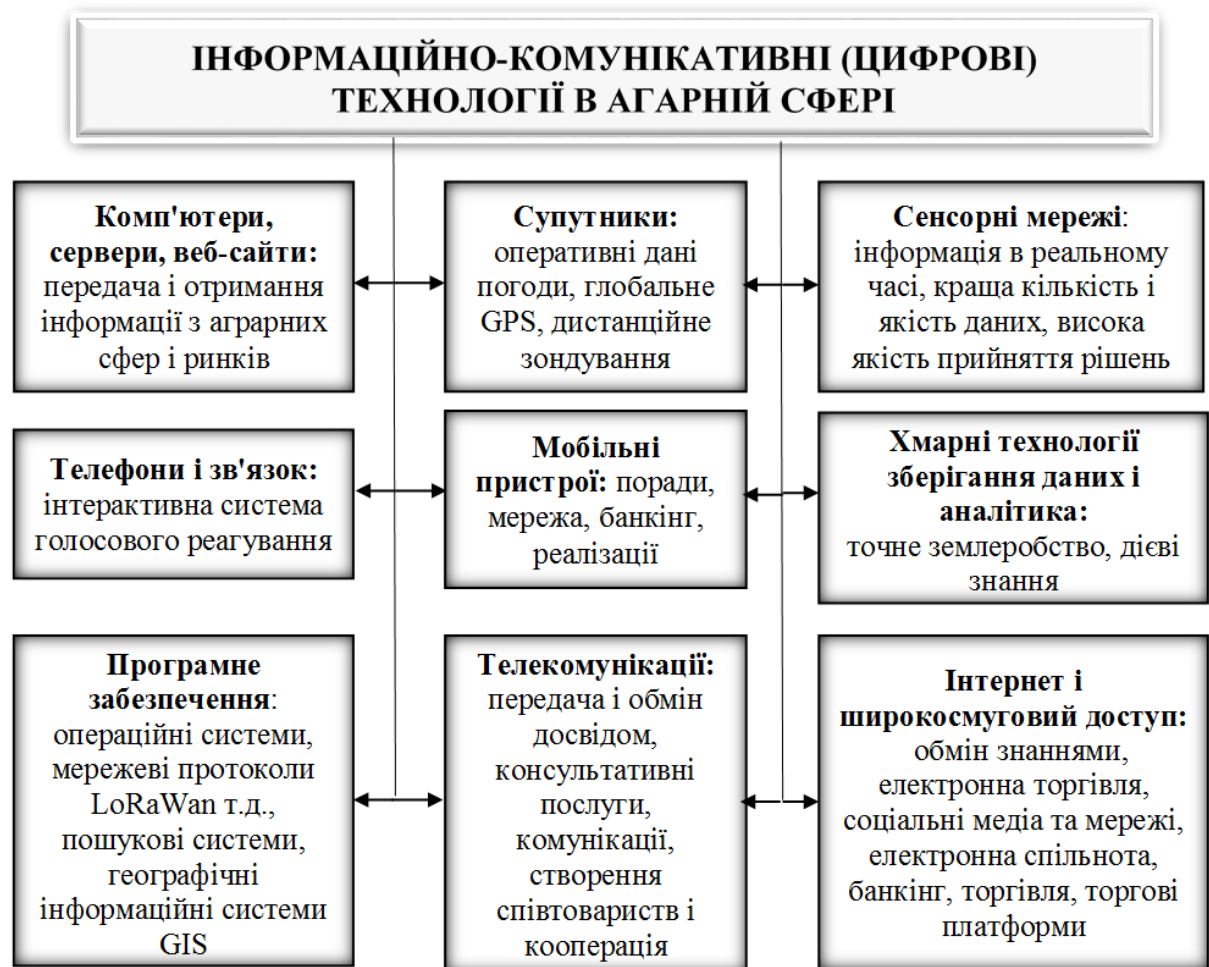 ІНФОРМАЦІЙНО-КОМУНІКАТИВНІ (ЦИФРОВІ)
ТЕХНОЛОГІЇ В АГАРНІЙ СФЕРІ
Комп'ютери,
сервери, веб-сайти:
передача і отримання
інформації з аграрних
сфер і ринків
Супутники:
оперативні дані
погоди, глобальне
GPS, дистанційне
зондування
Сенсорні мережі:
інформація в реальному
часі, краща кількість і
якість даних, висока
якість прийняття рішень
Телефони і зв'язок:
інтерактивна система
голосового реагування
Мобільні
пристрої: поради,
мережа, банкінг,
реалізації
Хмарні технології
зберігання даних і
аналітика:
точне землеробство, дієві
знання
Програмне
забезпечення:
операційні системи,
мережеві протоколи
LoRaWan т.д.,
пошукові системи,
географічні
інформаційні системи
GIS
Телекомунікації:
передача і обмін
досвідом,
консультативні
послуги,
комунікації,
створення
співтовариств і
кооперація
Інтернет і
широкосмуговий доступ:
обмін знаннями,
електронна торгівля,
соціальні медіа та мережі,
електронна спільнота,
банкінг, торгівля, торгові
платформи